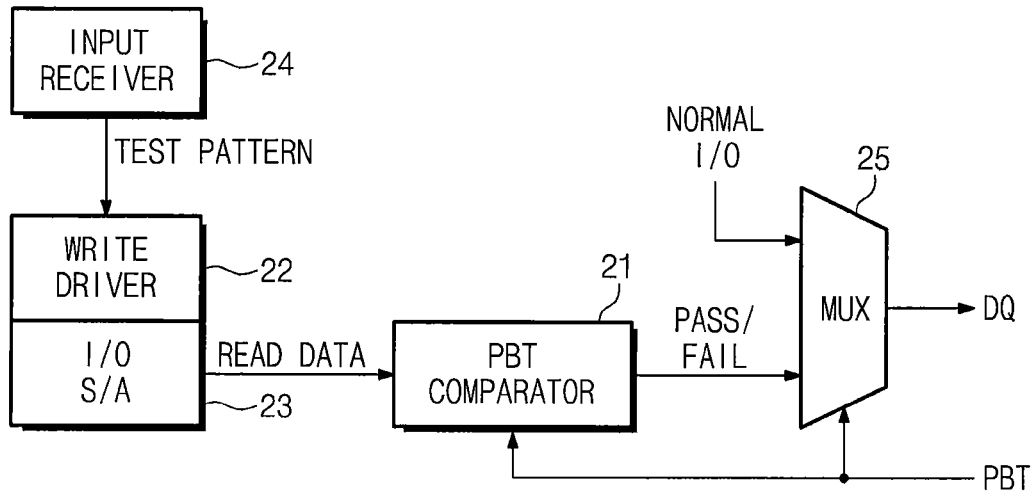 INPUT
RECEIVER
24
TEST PATTERN
WRITE
DRIVER
22
I/O
S/A
23
READ DATA
21
PBT
COMPARATOR
PASS/
FAIL
NORMAL
I/O
25
MUX
DQ
PBT